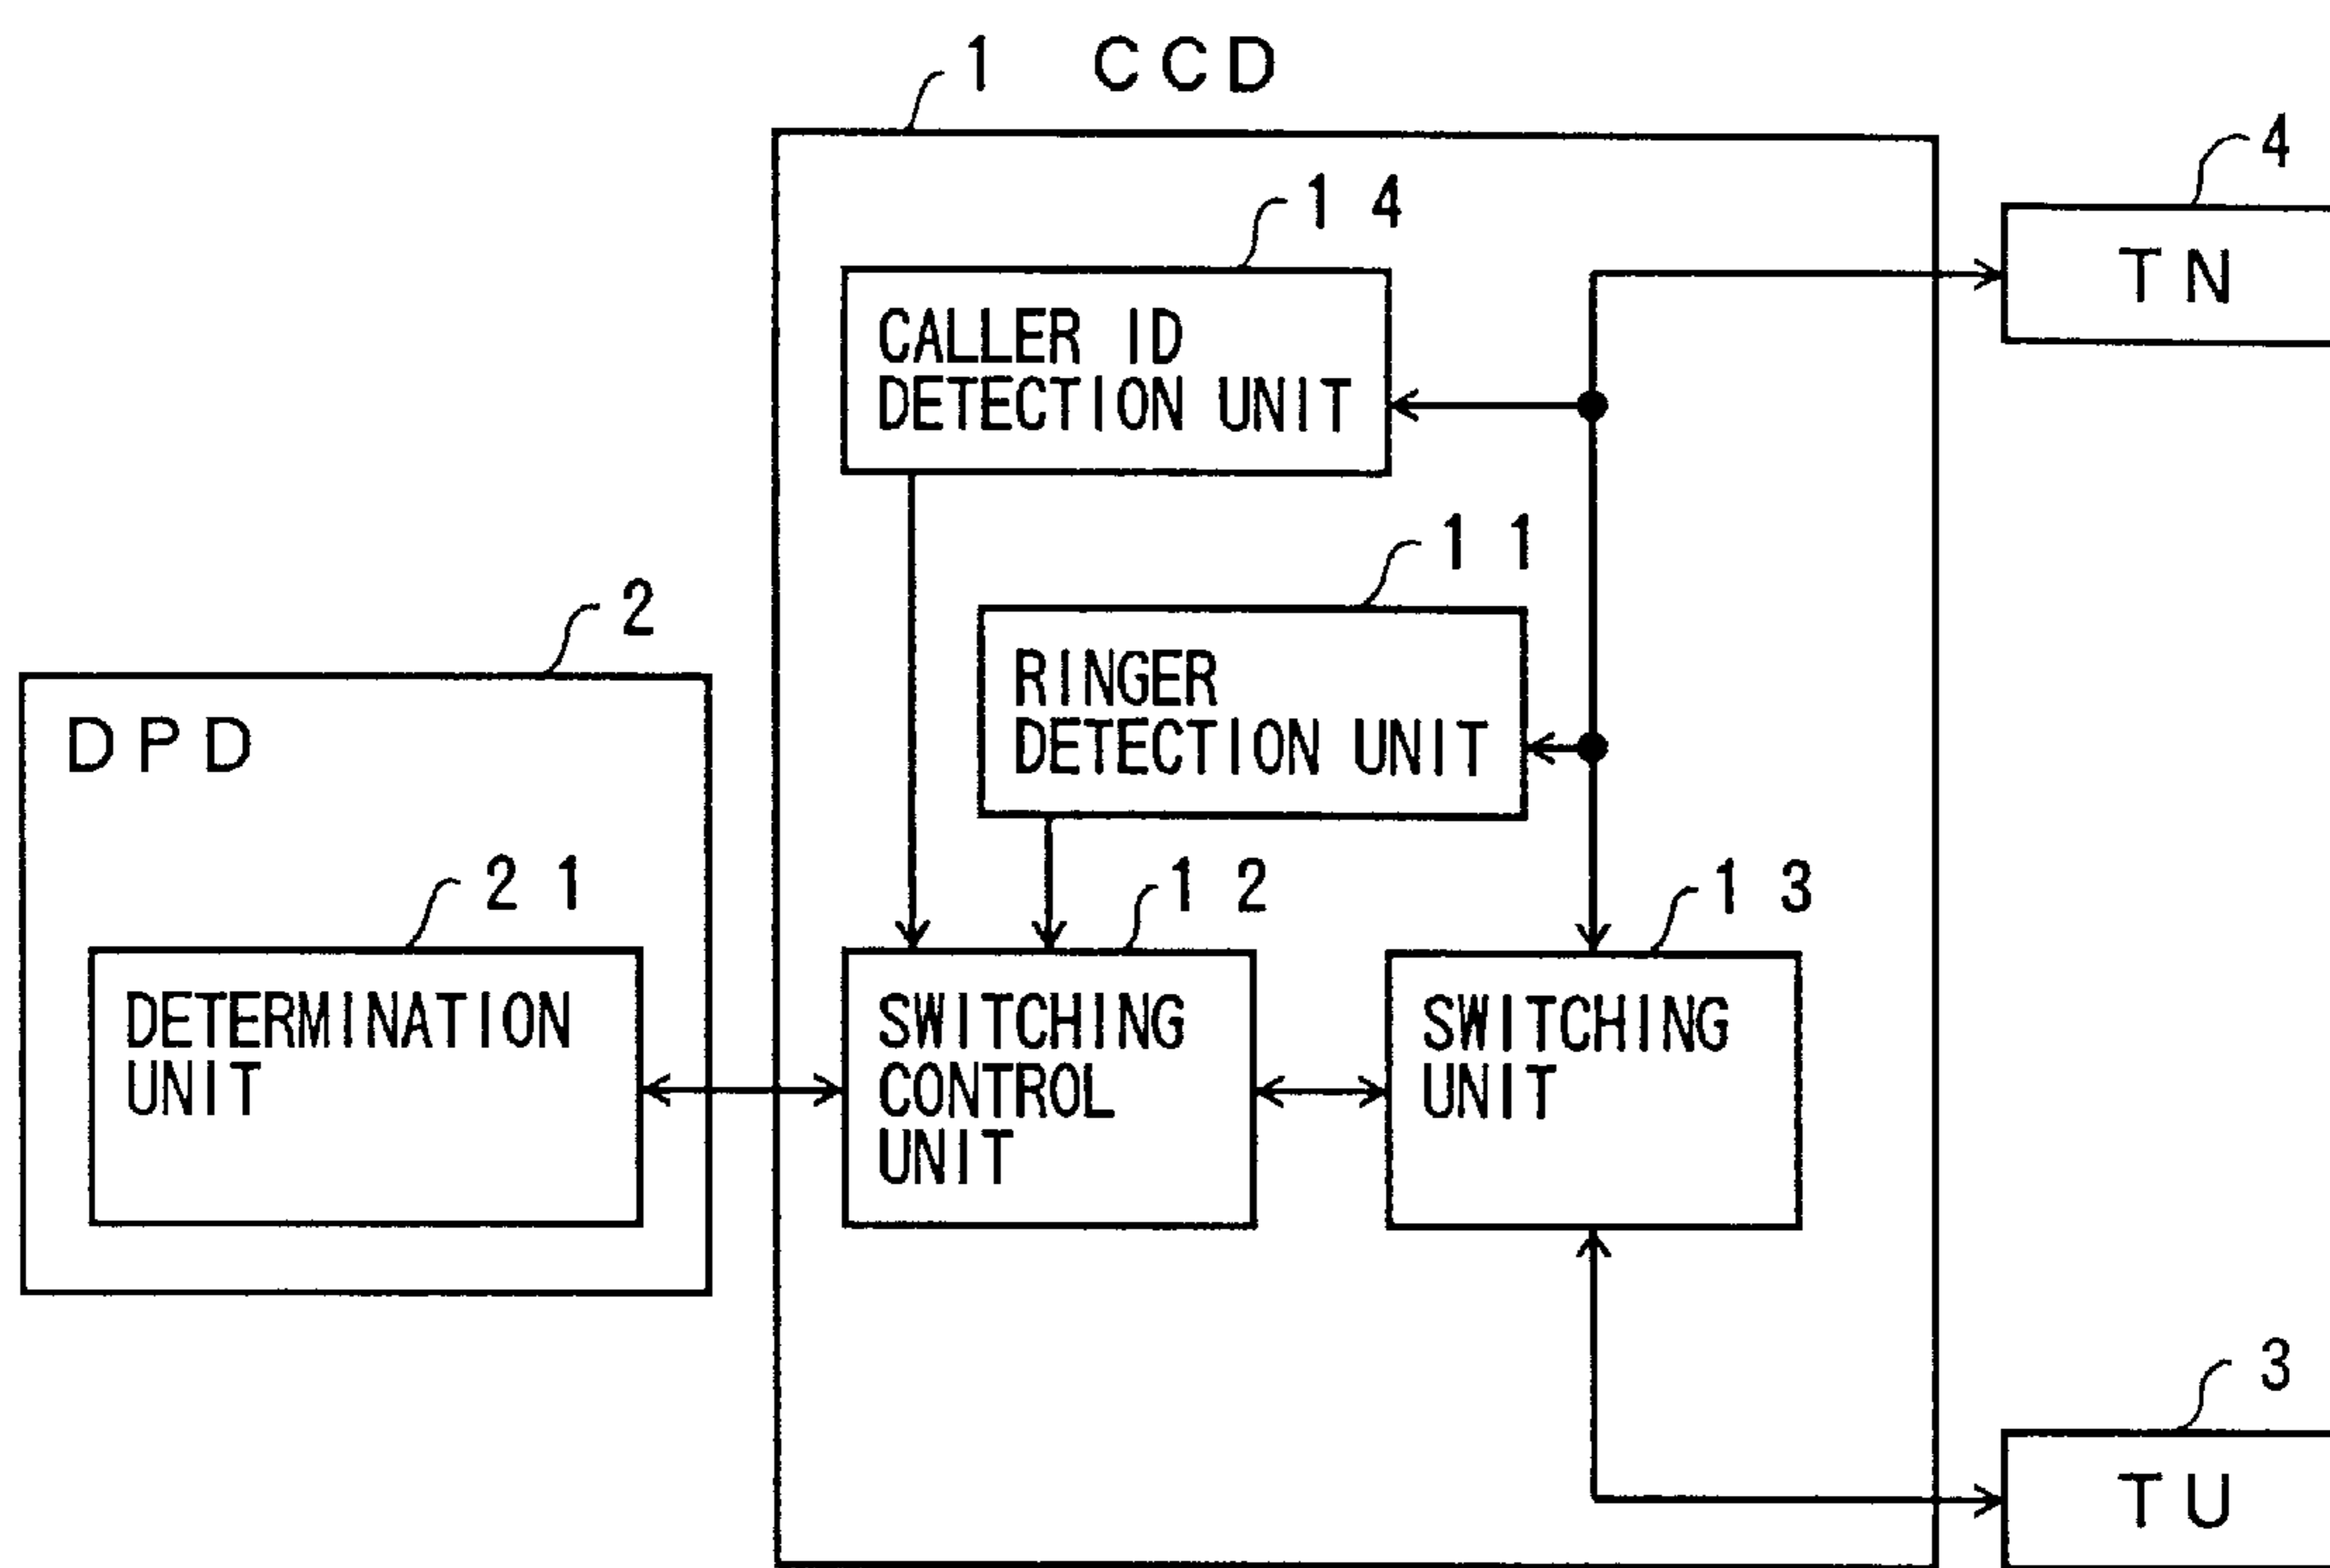 1 CCD
4
14
TN
CALLER ID
DETECTION UNIT
11
2
RINGER
DETECTION UNIT
DPD
21
12
13
DETERMINATION
UNIT
SWITCHING
CONTROL
UNIT
SWITCHING
UNIT
3
TU